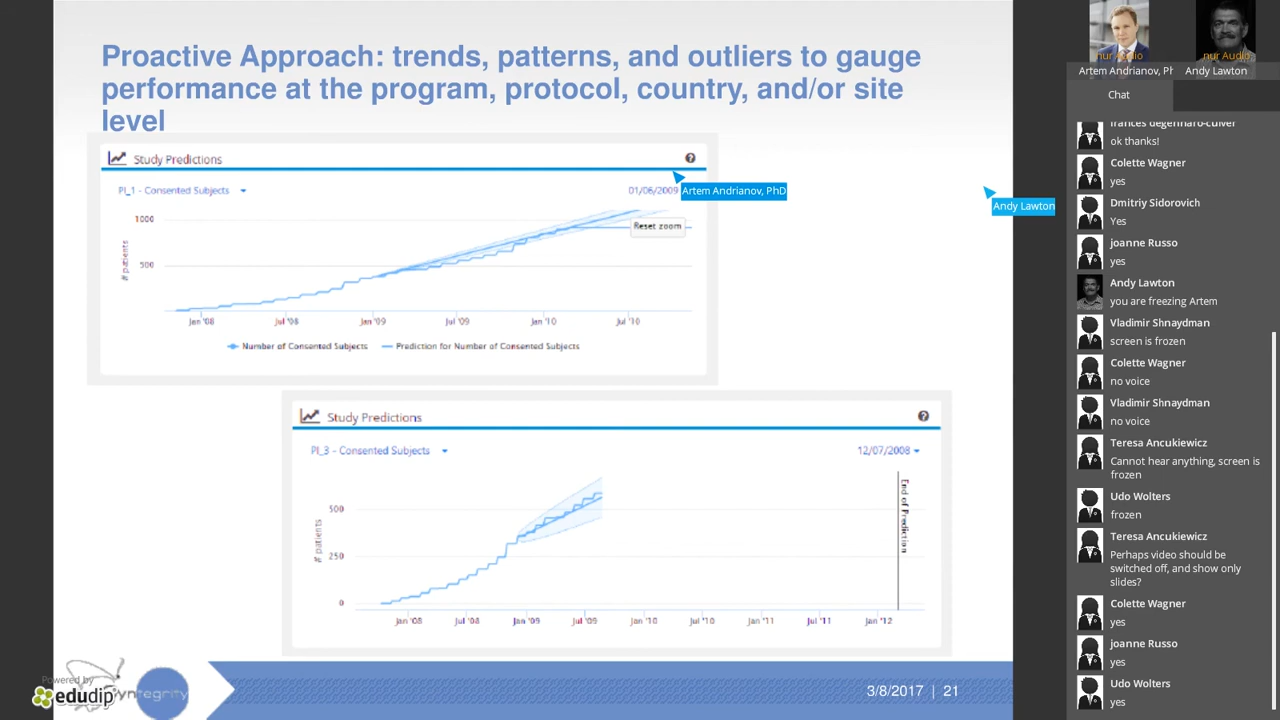 Proactive Approach: trends, patterns, and outliers to gauge
performance at the program, protocol, country, and/or site
level
Study Predictions
PI_1 - Consented Subjects
01/06/2009
Artem Andrianov, PhD
Andy Lawton
Reset zoom
# patients
1000
500
Jan '08
Jul '08
Jan '09
Jul '09
Jan '10
Jul '10
Number of Consented Subjects
Prediction for Number of Consented Subjects
Study Predictions
PI_3 - Consented Subjects
12/07/2008
# patients
500
250
0
End of Prediction
Jan '08
Jul '08
Jan '09
Jul '09
Jan '10
Jul '10
Jan '11
Jul '11
Jan '12
Powered by
edudip
yntegrity
3/8/2017 | 21
nur Audio
nur Audio
Artem Andrianov, Ph
Andy Lawton
Chat
frances degennaro-culver
ok thanks!
Colette Wagner
yes
Dmitriy Sidorovich
Yes
joanne Russo
yes
Andy Lawton
you are freezing Artem
Vladimir Shnaydman
screen is frozen
Colette Wagner
no voice
Vladimir Shnaydman
no voice
Teresa Ancukiewicz
Cannot hear anything, screen is
frozen
Udo Wolters
frozen
Teresa Ancukiewicz
Perhaps video should be
switched off, and show only
slides?
Colette Wagner
yes
joanne Russo
yes
Udo Wolters
yes